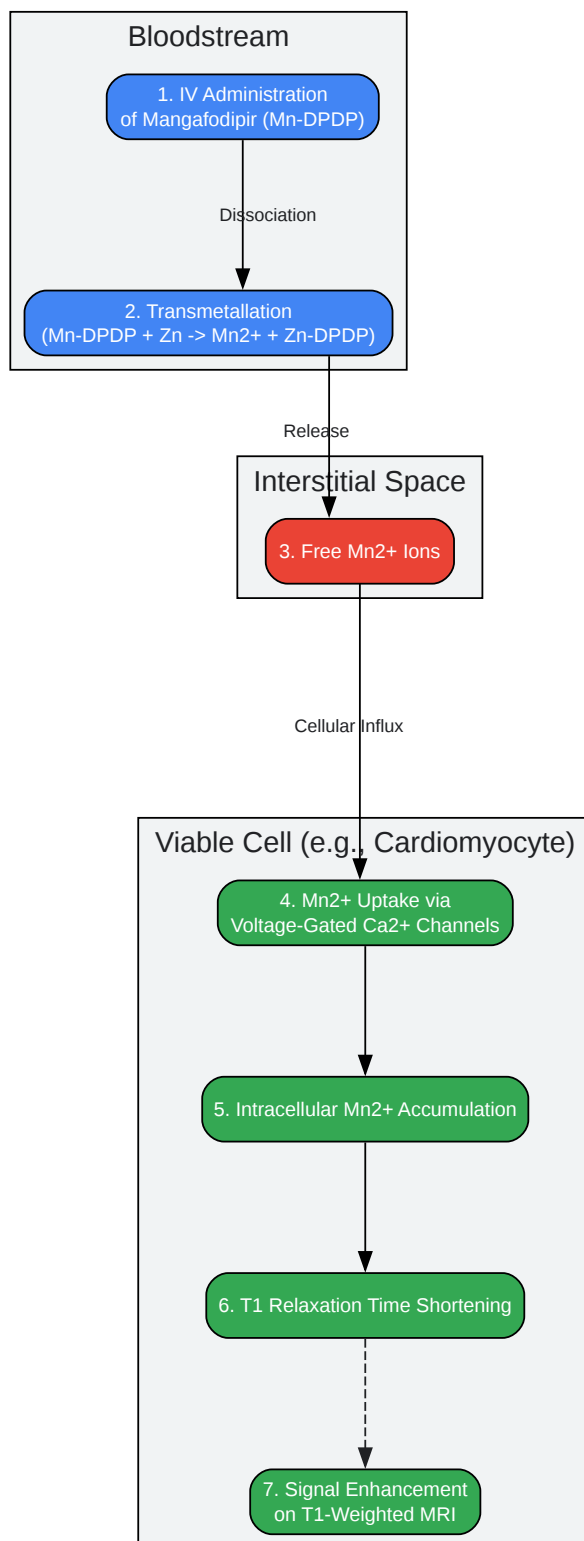 Bloodstream
1. IV Administration
of Mangafodipir (Mn-DPDP)
Dissociation
2. Transmetallation
(Mn-DPDP + Zn -> Mn2+ + Zn-DPDP)
Release
Interstitial Space
3. Free Mn2+ Ions
Cellular Influx
Viable Cell (e.g., Cardiomyocyte)
4. Mn2+ Uptake via
Voltage-Gated Ca2+ Channels
5. Intracellular Mn2+ Accumulation
6. T1 Relaxation Time Shortening
7. Signal Enhancement
on T1-Weighted MRI